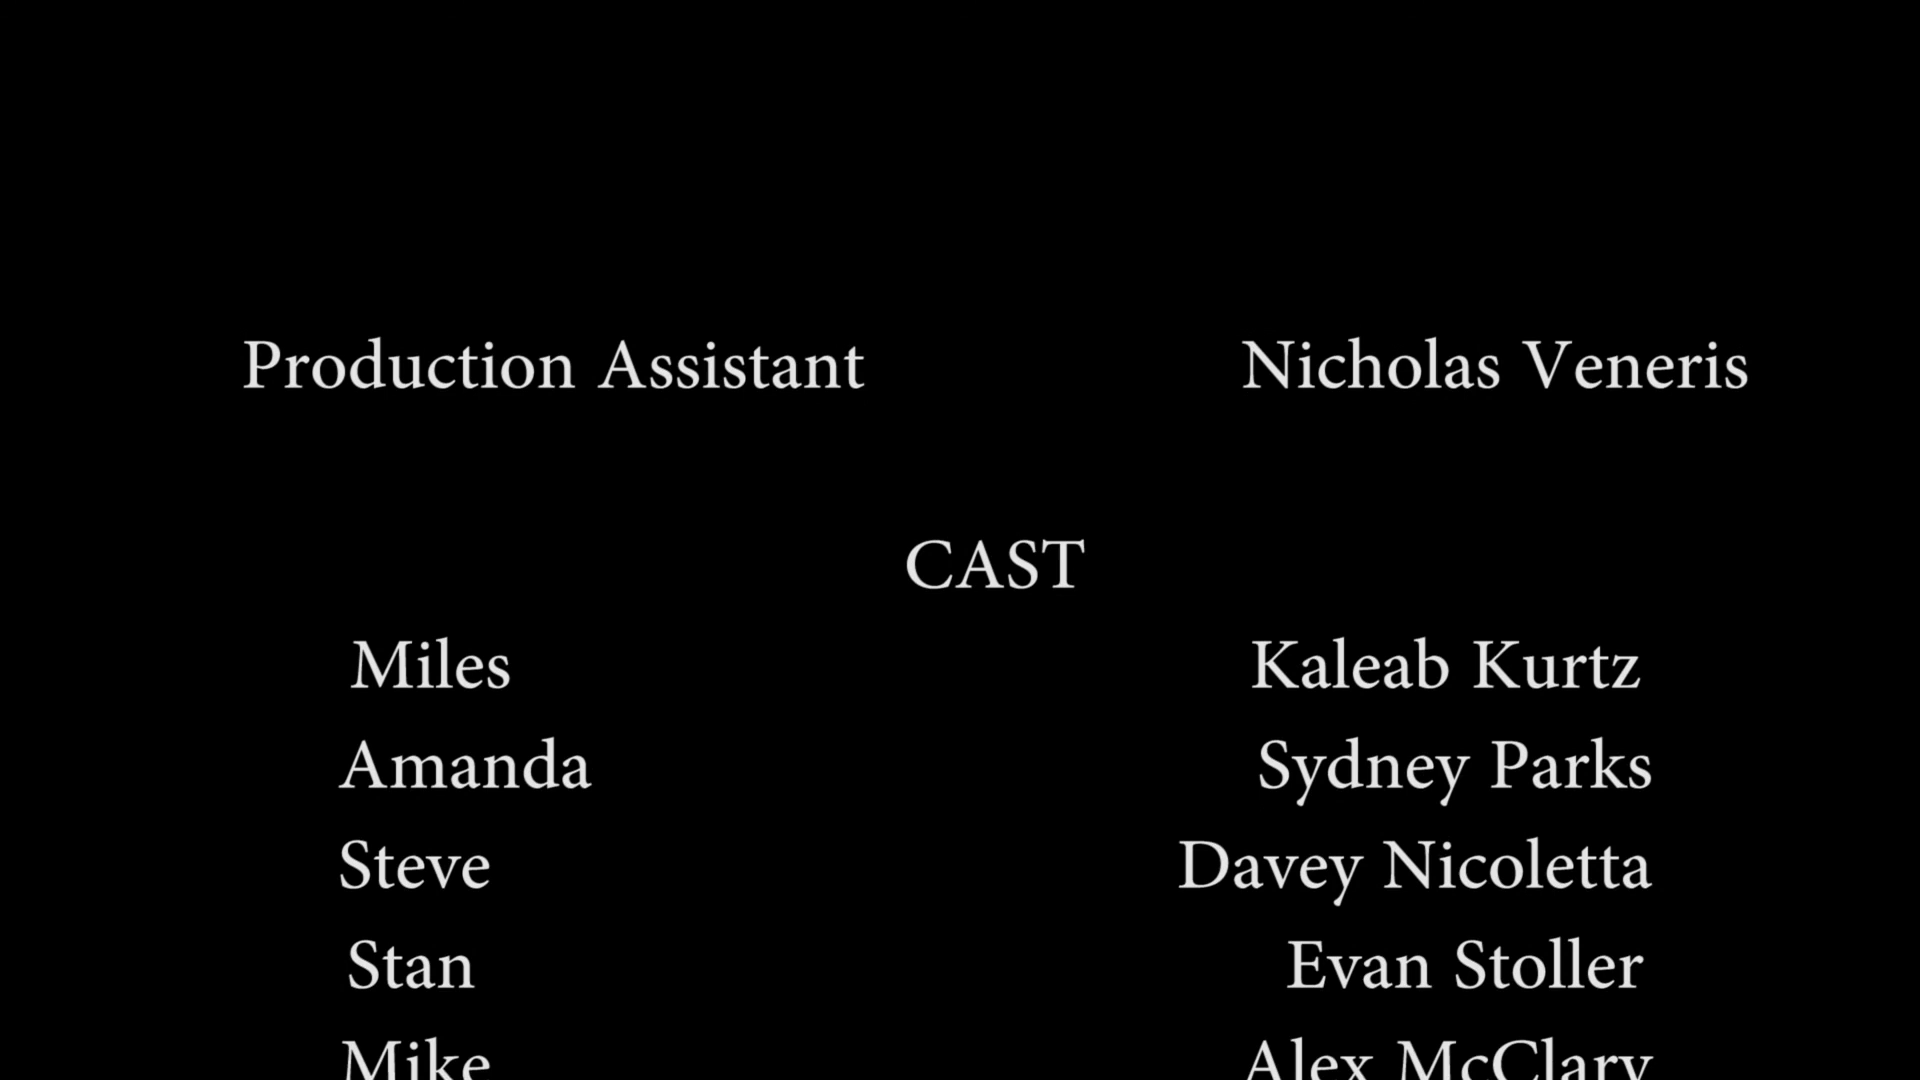 Production Assistant Nicholas Veneris
CAST
Miles Kaleab Kurtz
Amanda Sydney Parks
Steve Davey Nicoletta
Stan Evan Stoller
Mike Alex McClary